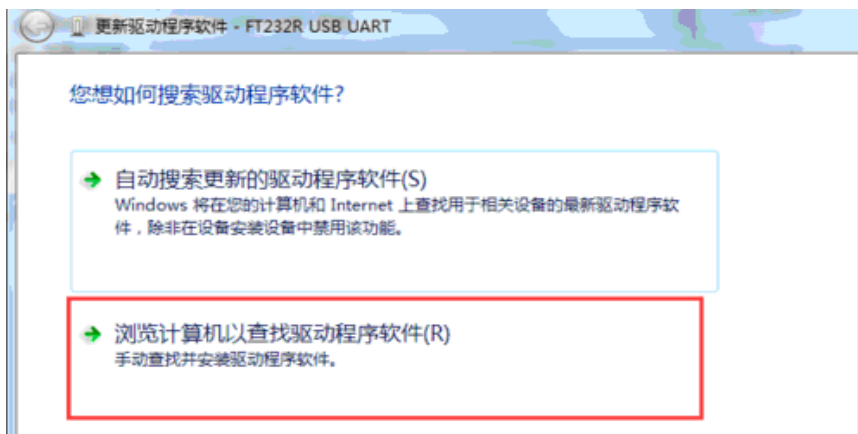 更新驱动程序软件 - FT232R USB UART
您想如何搜索驱动程序软件?
自动搜索更新的驱动程序软件(S)
Windows 将在您的计算机和 Internet 上查找用于相关设备的最新驱动程序软
件，除非在设备安装设备中禁用该功能。
浏览计算机以查找驱动程序软件(R)
手动查找并安装驱动程序软件。